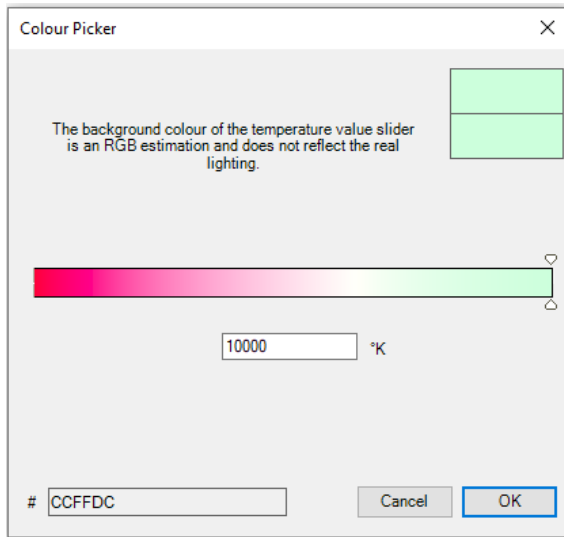 Colour Picker
The background colour of the temperature value slider
is an RGB estimation and does not reflect the real
lighting.
10000 °K
# CCFFDC Cancel OK